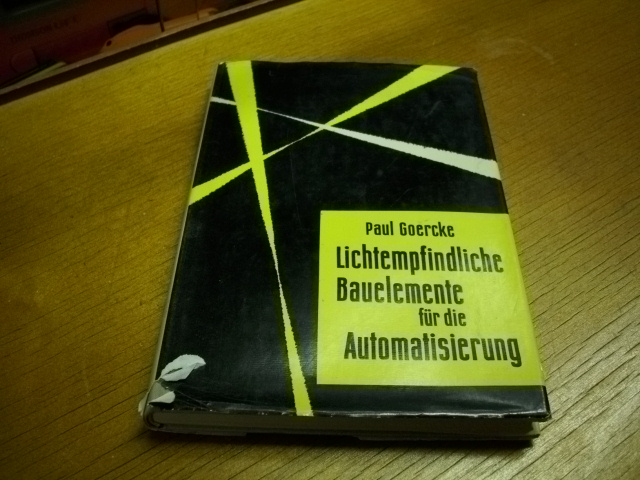 Paul Goercke
Lichtempfindliche
Bauelemente
für die
Automatisierung